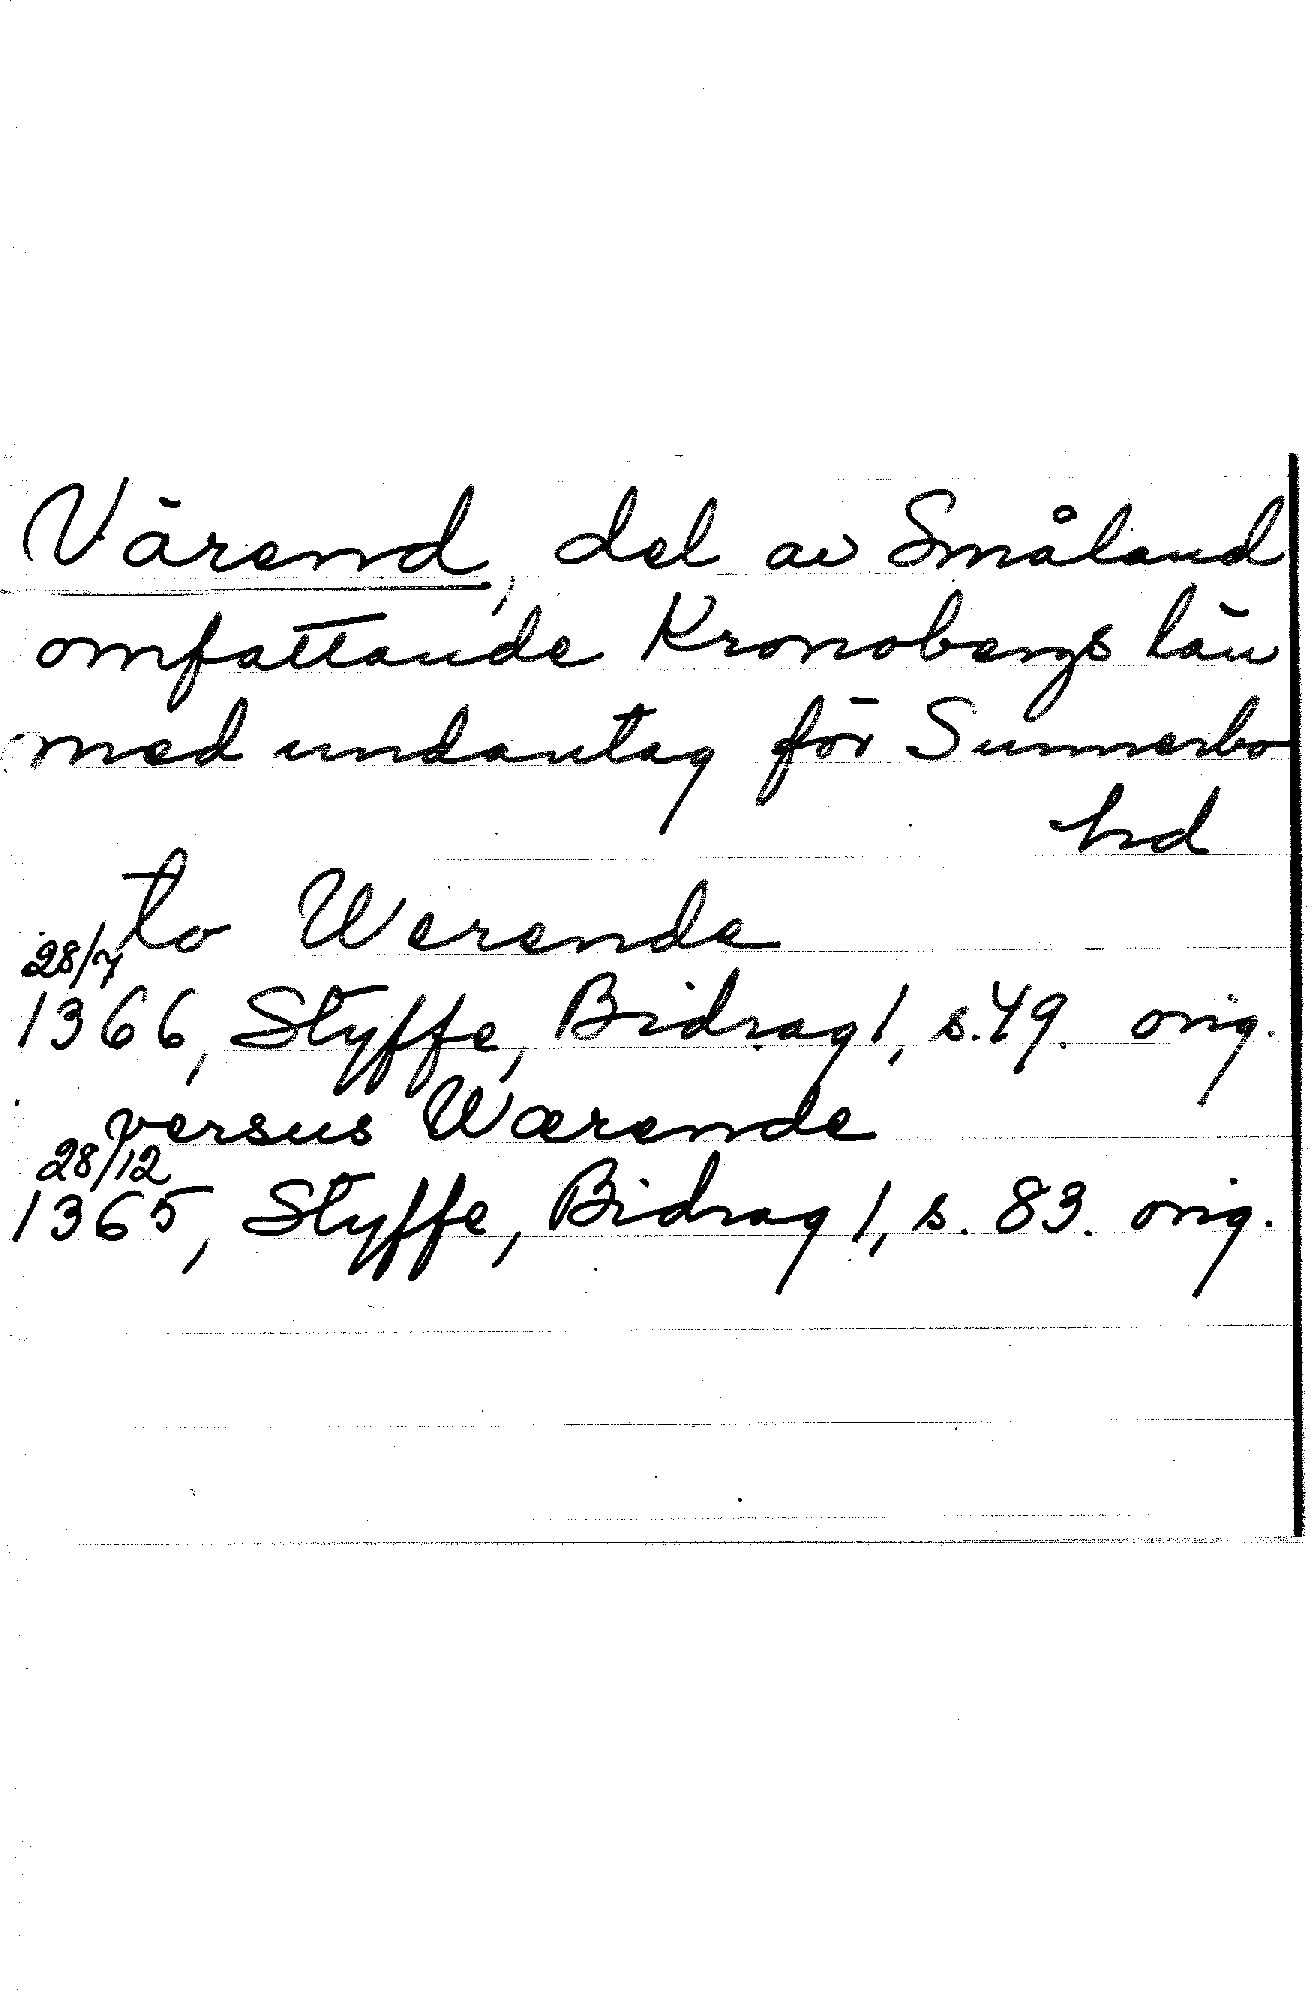 Värend, del av Småland
omfattande Kronobergs län
med undantag för Sunnerbo
hd
to Werende
28/7
1366, Styffe, Bidrag 1, s. 49. orig.
versus Wærende
28/12
1365, Styffe, Bidrag 1, s. 83. orig.